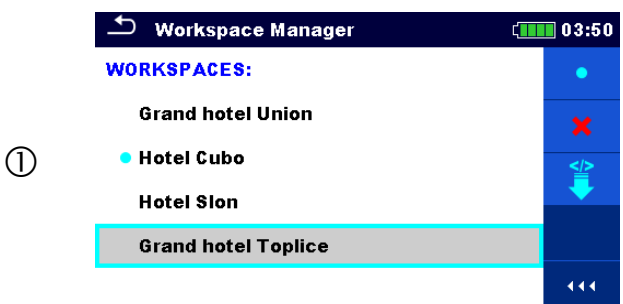 Workspace Manager 03:50
WORKSPACES:
Grand hotel Union
① Hotel Cubo
Hotel Slon
Grand hotel Toplice